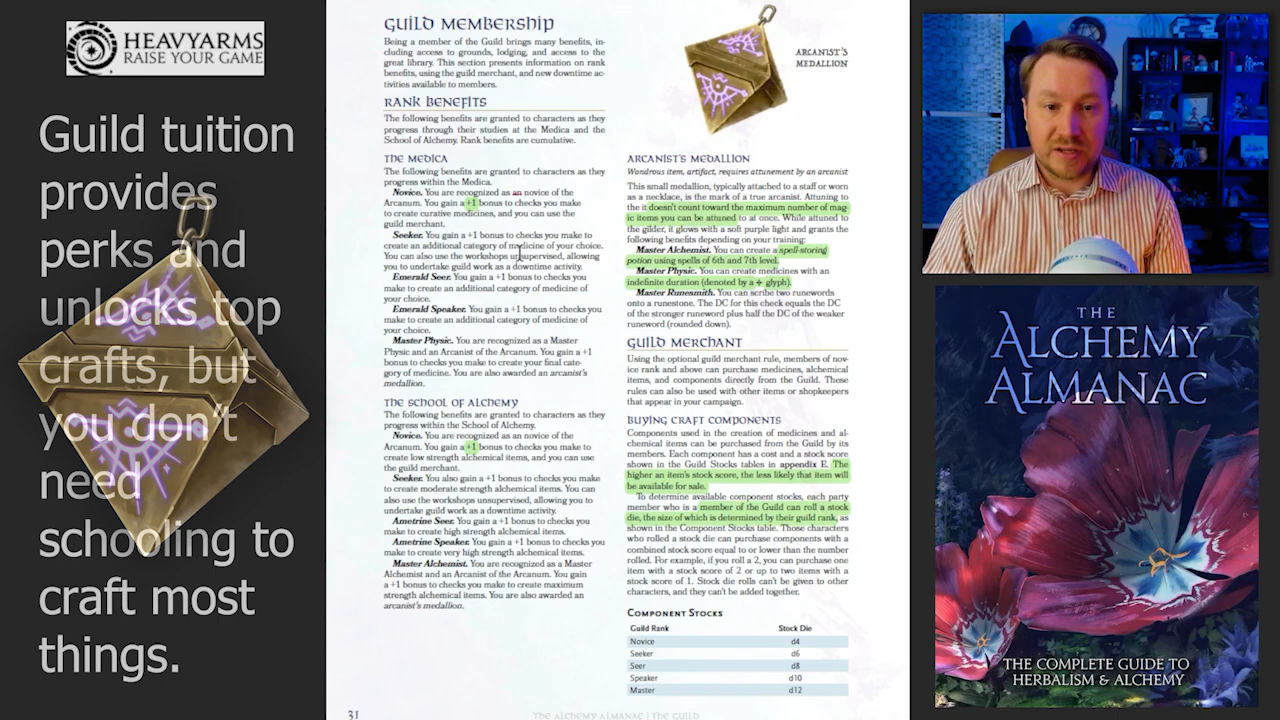 HEAVYARMS
RAISE YOUR GAME
Guild tuition
provides
perks and
unlocks top
crafts, but
you don't
need
schooling to
craft most
things.
GUILD MEMBERSHIP
Being a member of the Guild brings many benefits, in-
cluding access to grounds, lodging, and access to the
great library. This section presents information on rank
benefits, using the guild merchant, and new downtime ac-
tivities available to members.
RANK BENEFITS
The following benefits are granted to characters as they
progress through their studies at the Medica and the
School of Alchemy. Rank benefits are cumulative.
THE MEDICA
The following benefits are granted to characters as they
progress within the Medica.
Novice. You are recognized as an novice of the
Arcanum. You gain a +1 bonus to checks you make
to create curative medicines, and you can use the
guild merchant.
Seeker. You gain a +1 bonus to checks you make to
create an additional category of medicine of your choice.
You can also use the workshops unsupervised, allowing
you to undertake guild work as a downtime activity.
Emerald Seer. You gain a +1 bonus to checks you
make to create an additional category of medicine of
your choice.
Emerald Speaker. You gain a +1 bonus to checks you
make to create an additional category of medicine of
your choice.
Master Physic. You are recognized as a Master
Physic and an Arcanist of the Arcanum. You gain a +1
bonus to checks you make to create your final cate-
gory of medicine. You are also awarded an arcanist's
medallion.
THE SCHOOL OF ALCHEMY
The following benefits are granted to characters as they
progress within the School of Alchemy.
Novice. You are recognized as an novice of the
Arcanum. You gain a +1 bonus to checks you make to
create low strength alchemical items, and you can use
the guild merchant.
Seeker. You also gain a +1 bonus to checks you make
to create moderate strength alchemical items. You can
also use the workshops unsupervised, allowing you to
undertake guild work as a downtime activity.
Ametrine Seer. You gain a +1 bonus to checks you
make to create high strength alchemical items.
Ametrine Speaker. You gain a +1 bonus to checks you
make to create very high strength alchemical items.
Master Alchemist. You are recognized as a Master
Alchemist and an Arcanist of the Arcanum. You gain
a +1 bonus to checks you make to create maximum
strength alchemical items. You are also awarded an
arcanist's medallion.
ARCANIST'S
MEDALLION
ARCANIST'S MEDALLION
Wondrous item, artifact, requires attunement by an arcanist
This small medallion, typically attached to a staff or worn
as a necklace, is the mark of a true arcanist. Attuning to
the it doesn't count toward the maximum number of mag-
ic items you can be attuned to at once. While attuned to
the gilder, it glows with a soft purple light and grants the
following benefits depending on your training:
Master Alchemist. You can create a spell-storing
potion using spells of 6th and 7th level.
Master Physic. You can create medicines with an
indefinite duration (denoted by a ÷ glyph).
Master Runesmith. You can scribe two runewords
onto a runestone. The DC for this check equals the DC
of the stronger runeword plus half the DC of the weaker
runeword (rounded down).
GUILD MERCHANT
Using the optional guild merchant rule, members of nov-
ice rank and above can purchase medicines, alchemical
items, and components directly from the Guild. These
rules can also be used with other items or shopkeepers
that appear in your campaign.
BUYING CRAFT COMPONENTS
Components used in the creation of medicines and al-
chemical items can be purchased from the Guild by its
members. Each component has a cost and a stock score
shown in the Guild Stocks tables in appendix E. The
higher an item's stock score, the less likely that item will
be available for sale.
To determine available component stocks, each party
member who is a member of the Guild can roll a stock
die, the size of which is determined by their guild rank, as
shown in the Component Stocks table. Those characters
who rolled a stock die can purchase components with a
combined stock score equal to or lower than the number
rolled. For example, if you roll a 2, you can purchase one
item with a stock score of 2 or up to two items with a
stock score of 1. Stock die rolls can't be given to other
characters, and they can't be added together.
COMPONENT STOCKS
Guild Rank Stock Die
Novice d4
Seeker d6
Seer d8
Speaker d10
Master d12
31
THE ALCHEMY ALMANAC | THE GUILD
THE
ALCHEMY
ALMANAC
THE COMPLETE GUIDE TO
HERBALISM & ALCHEMY